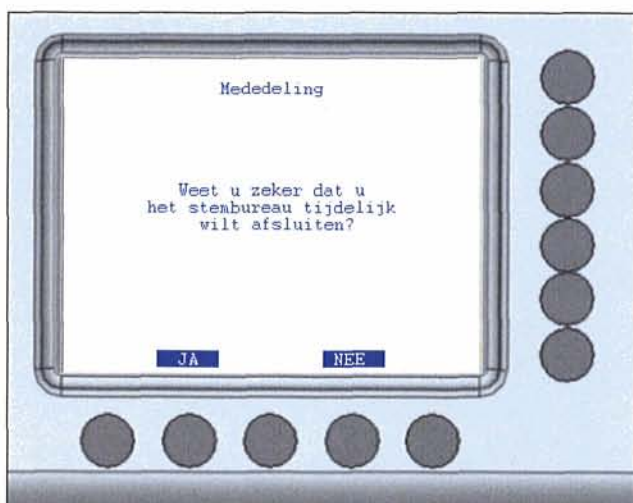 Mededeling
Weet u zeker dat u
het stembureau tijdelijk
wilt afsluiten?
JA NEE